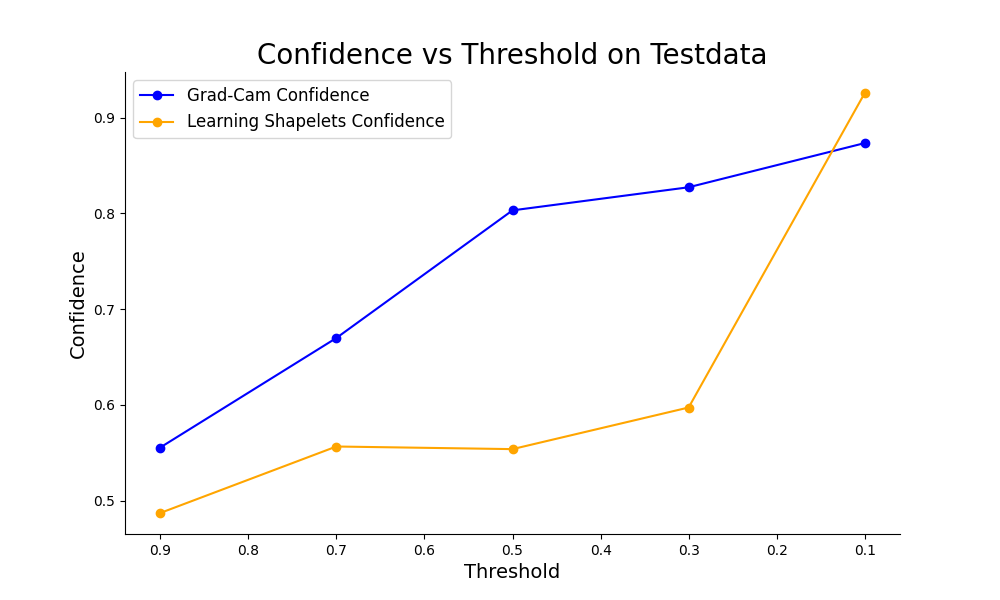 Confidence vs Threshold on Testdata
Grad-Cam Confidence
Learning Shapelets Confidence
Confidence
0.9
0.8
0.7
0.6
0.5
0.9 0.8 0.7 0.6 0.5 0.4 0.3 0.2 0.1
Threshold